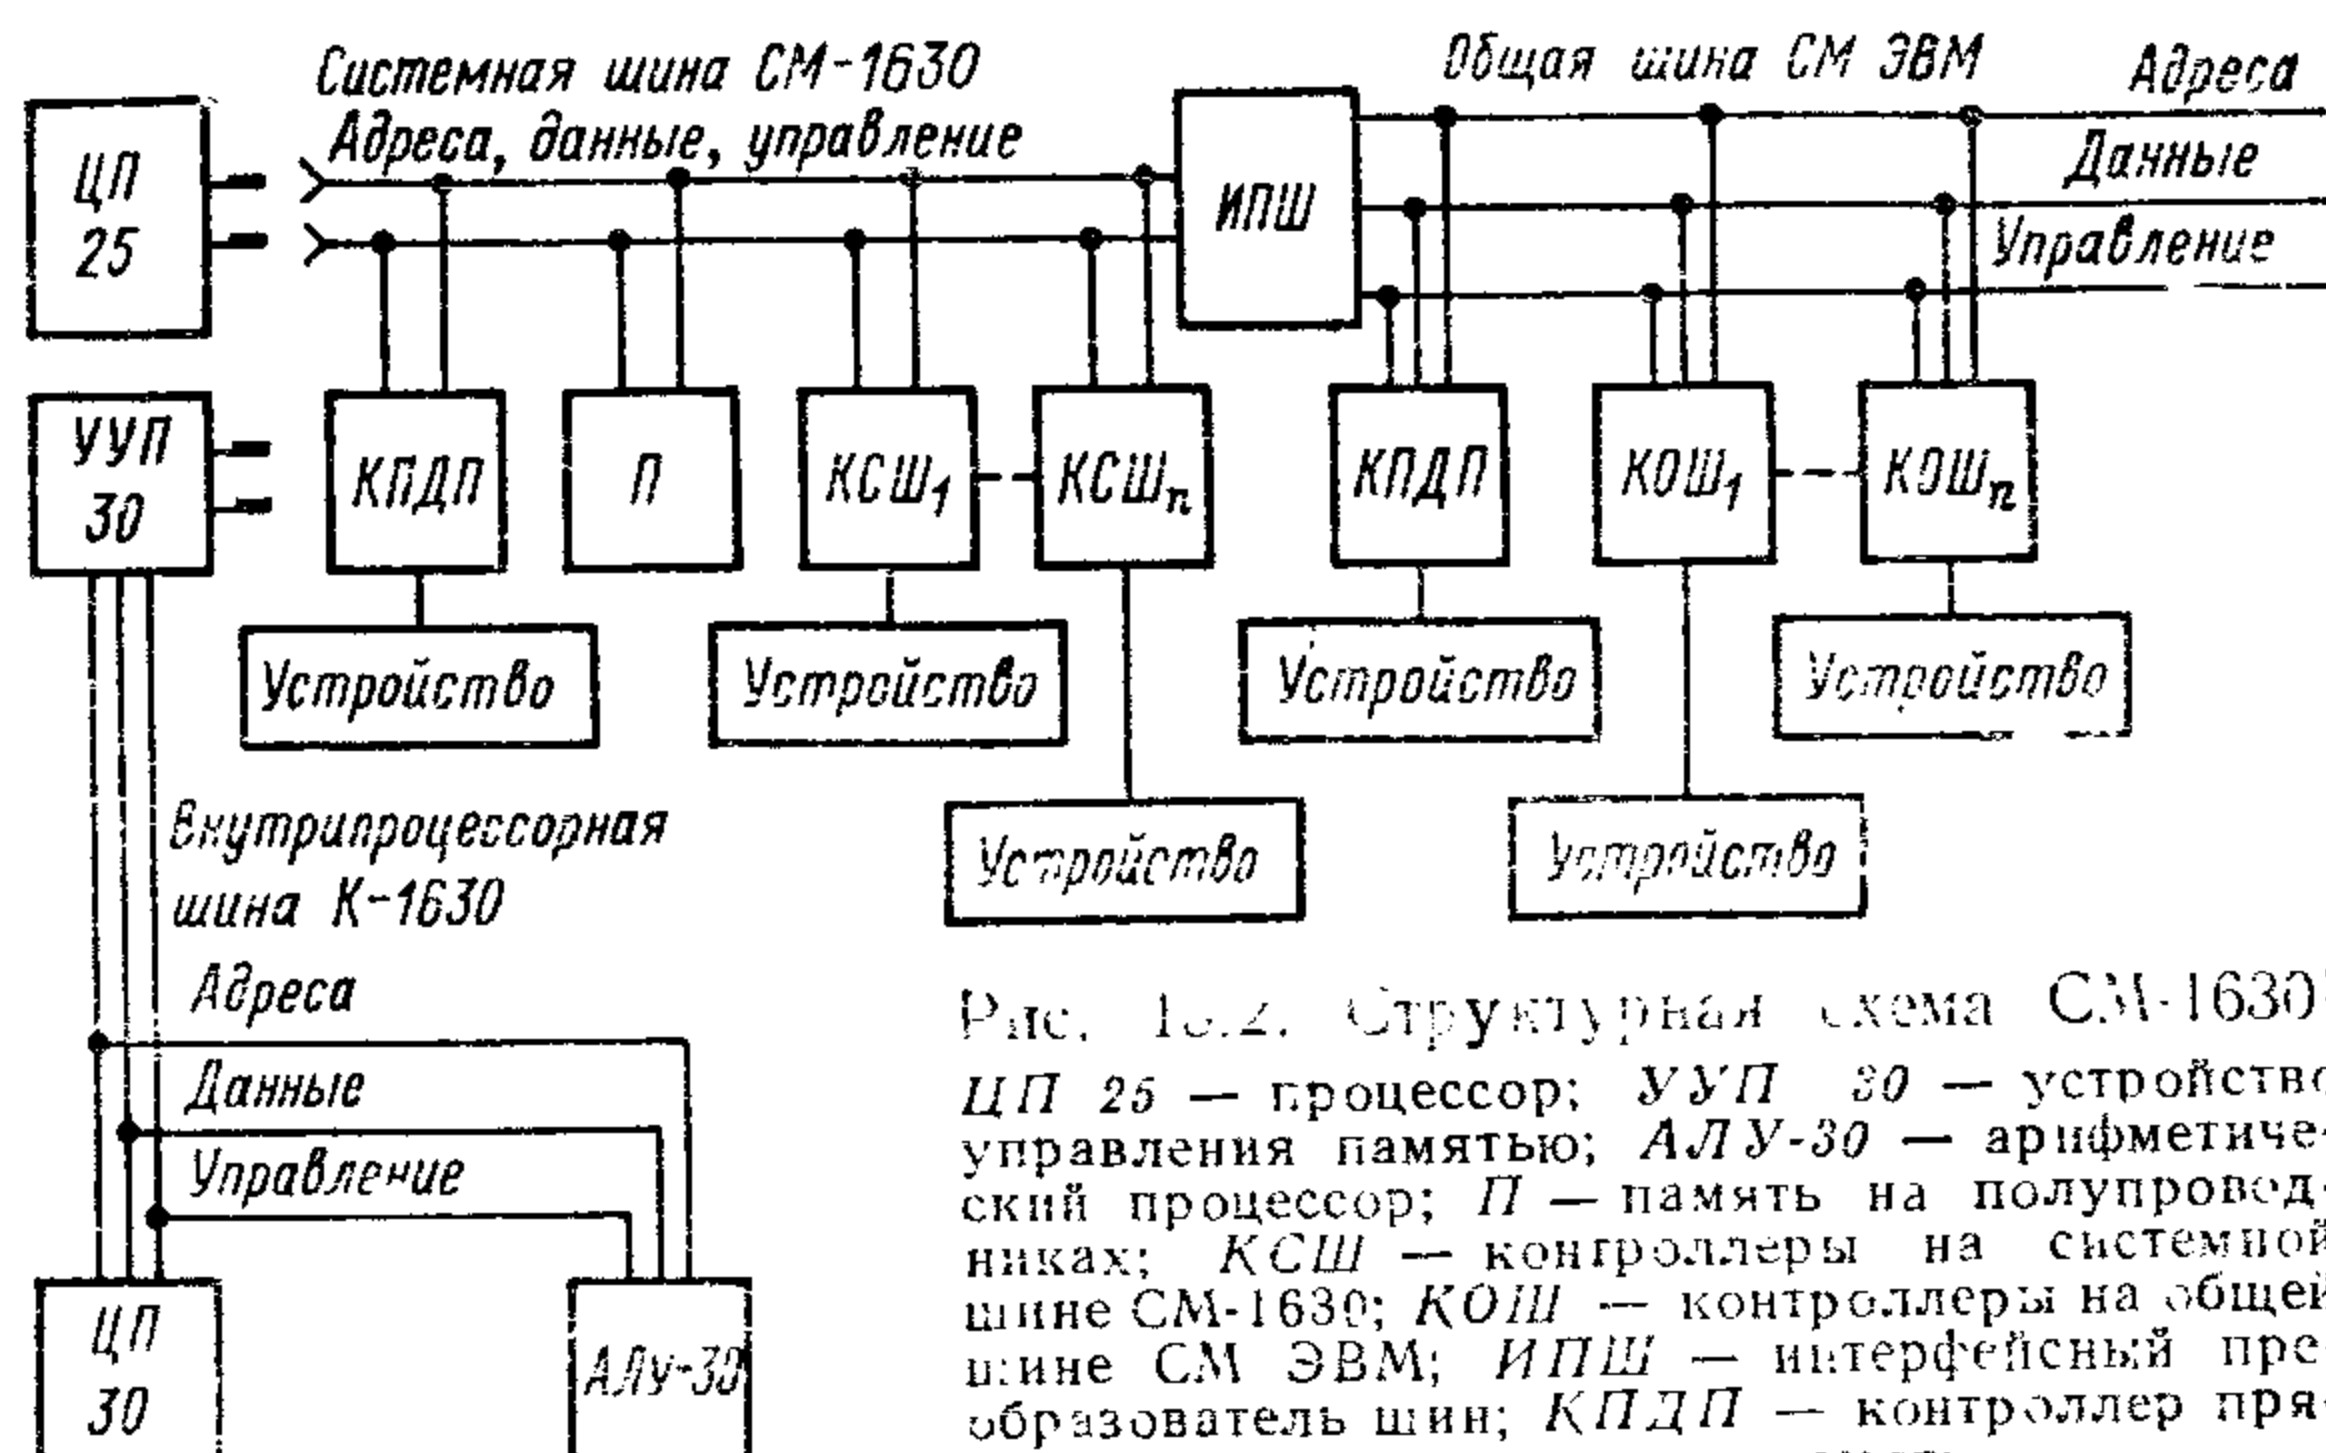 Системная шина СМ-1630
Адреса, данные, управление
Общая шина СМ ЭВМ
Адреса
Данные
Управление
ЦП
25
ИПШ
УУП
30
КПДП
П
КСШ1
КСШn
КПДП
КОШ1
КОШn
Устройство
Устройство
Устройство
Устройство
Устройство
Устройство
Внутрипроцессорная
шина К-1630
Адреса
Данные
Управление
ЦП
30
АЛУ-30
Рис. Структурная схема СМ-1630
ЦП 25 — процессор; УУП 30 — устройство
управления памятью; АЛУ-30 — арифметиче-
ский процессор; П — память на полупровод-
никах; КСШ — контроллеры на системной
шине СМ-1630; КОШ — контроллеры на общей
шине СМ ЭВМ; ИПШ — интерфейсный пре-
образователь шин; КПДП — контроллер пря-